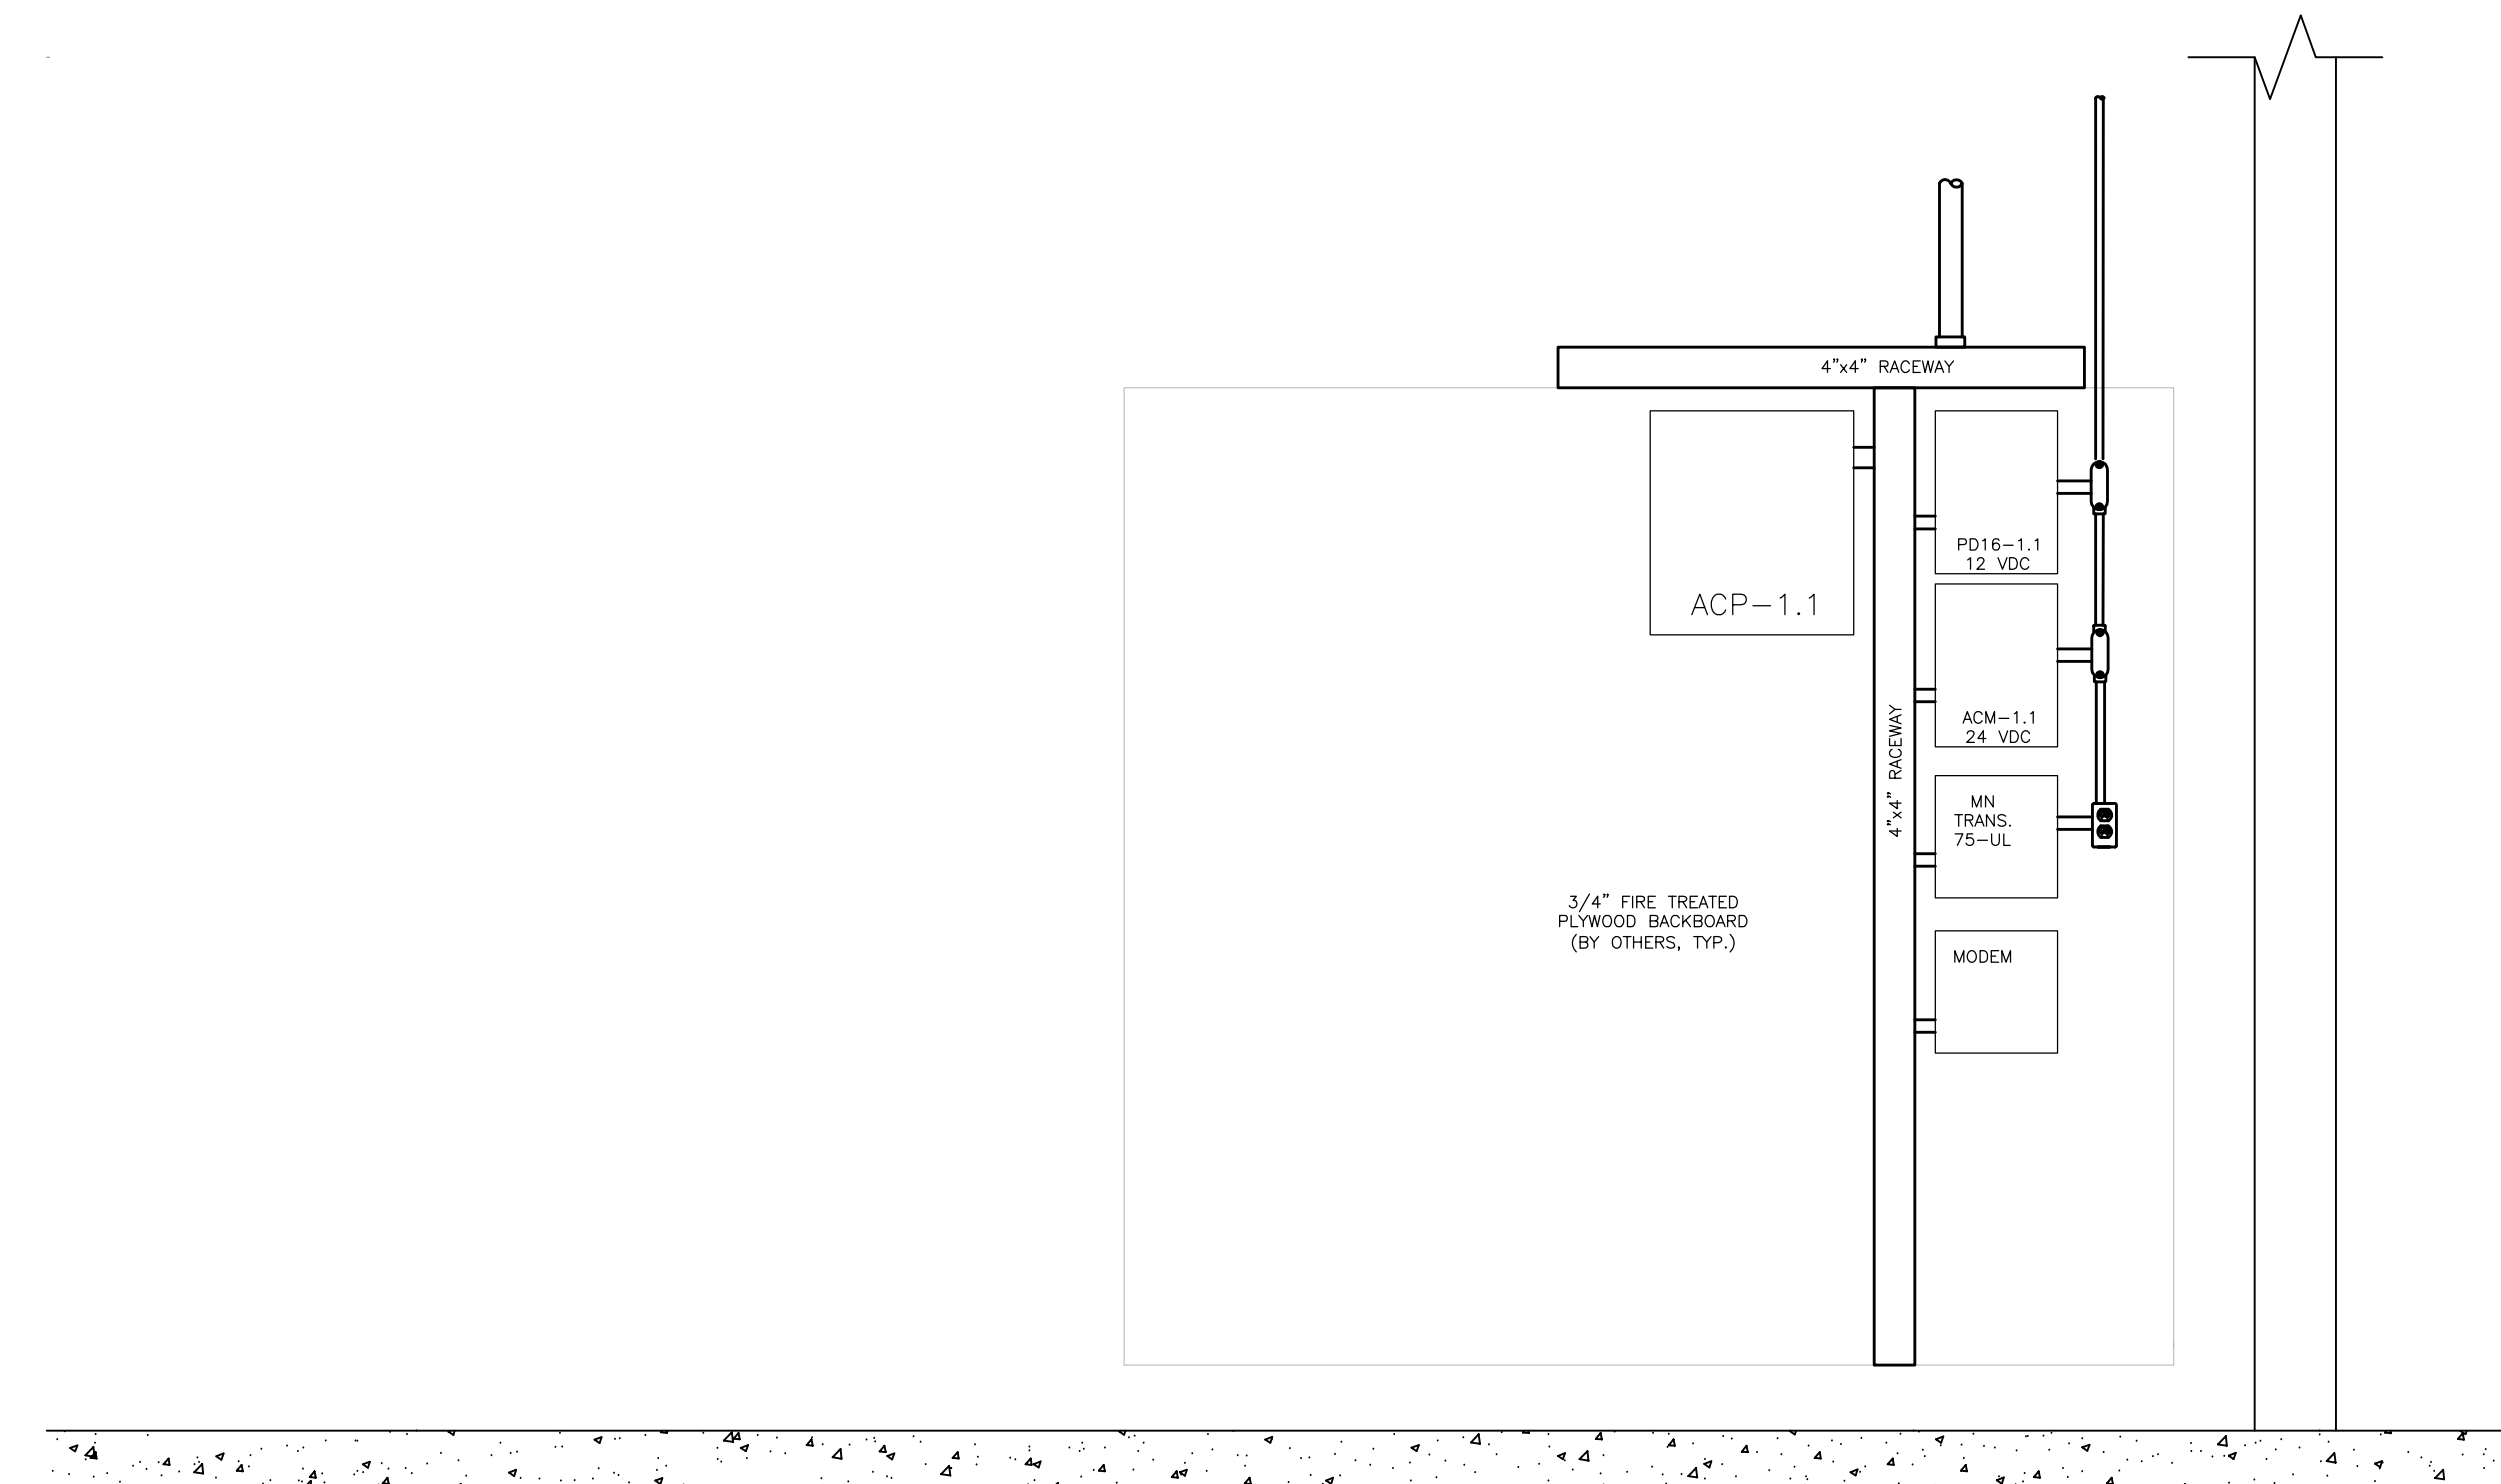 4"x4" RACEWAY
ACP-1.1
PD16-1.1
12 VDC
4"x4" RACEWAY
ACM-1.1
24 VDC
MN
TRANS.
75-UL
3/4" FIRE TREATED
PLYWOOD BACKBOARD
(BY OTHERS, TYP.)
MODEM